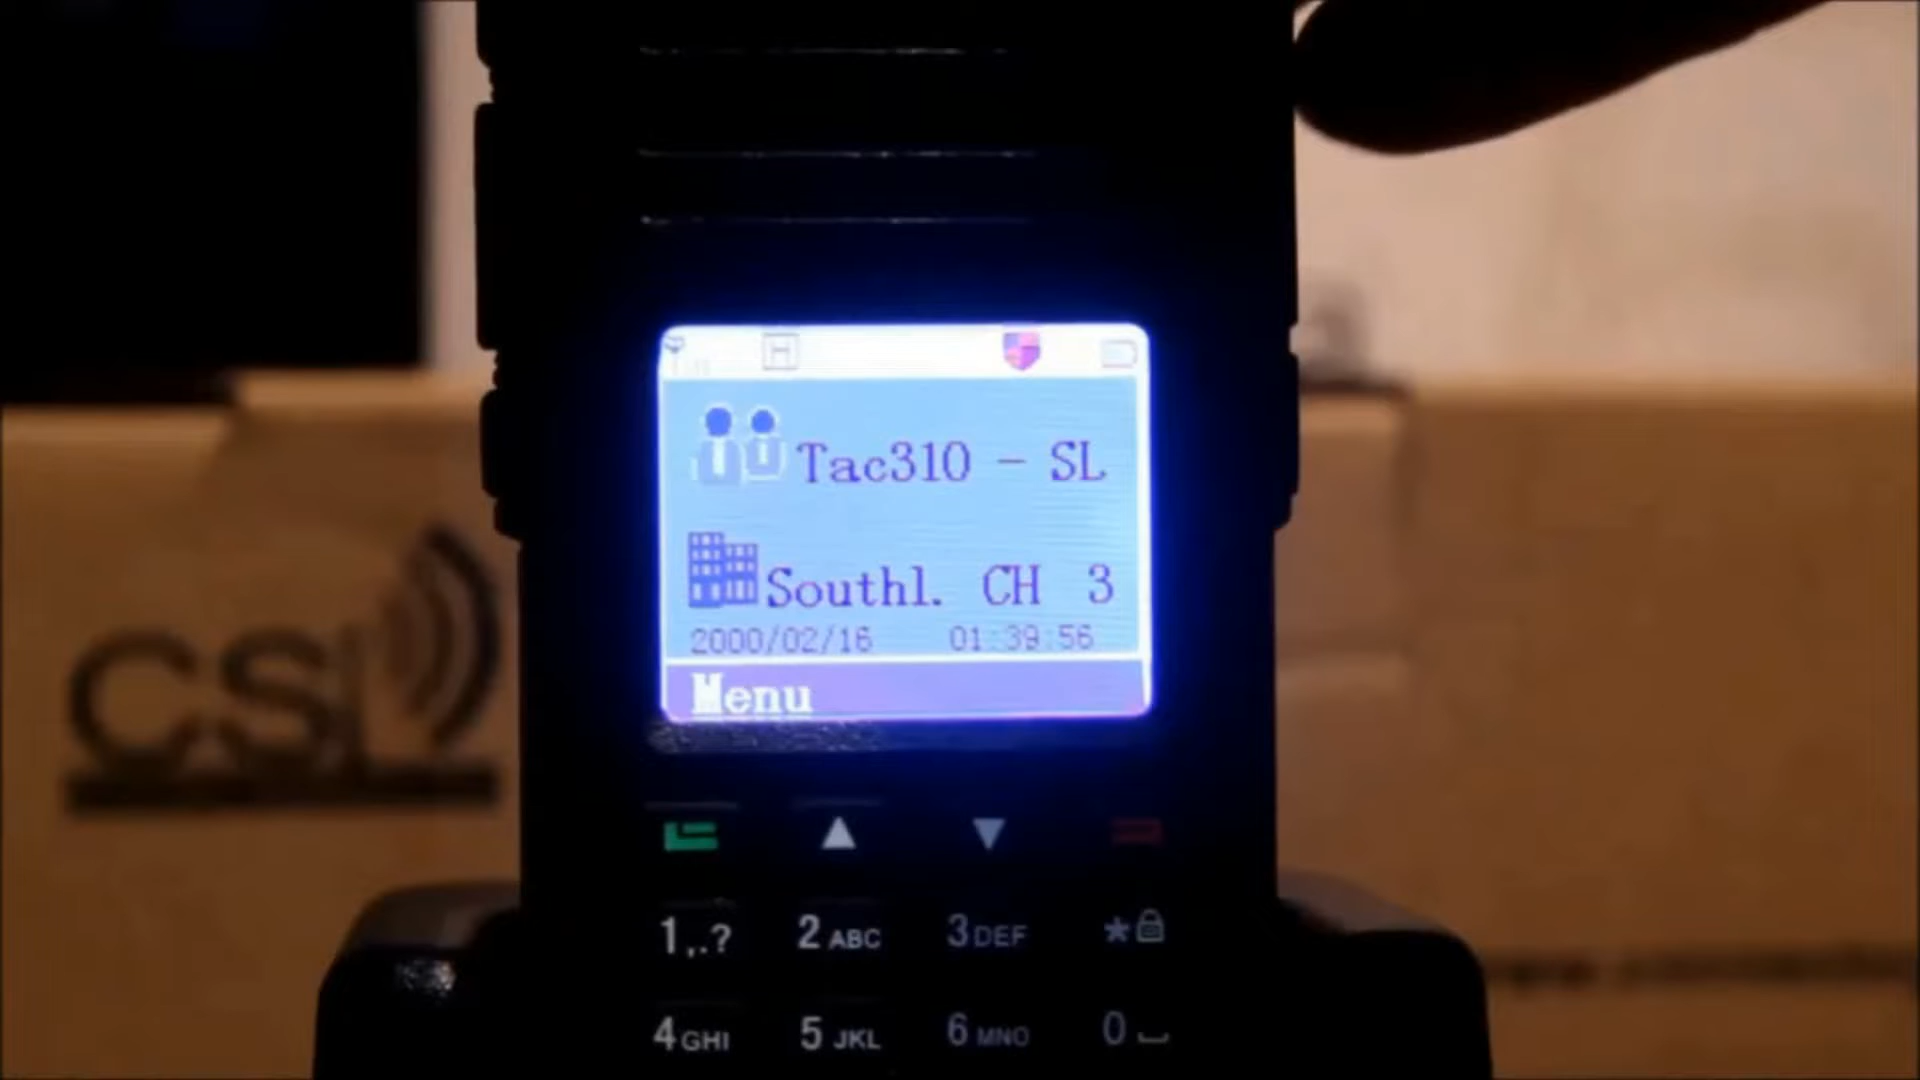 H
Tac310 - SL
Southl. CH 3
2000/02/16 01:39:56
Menu
CSI
1,.? 2 ABC 3 DEF *
4 GHI 5 JKL 6 MNO 0